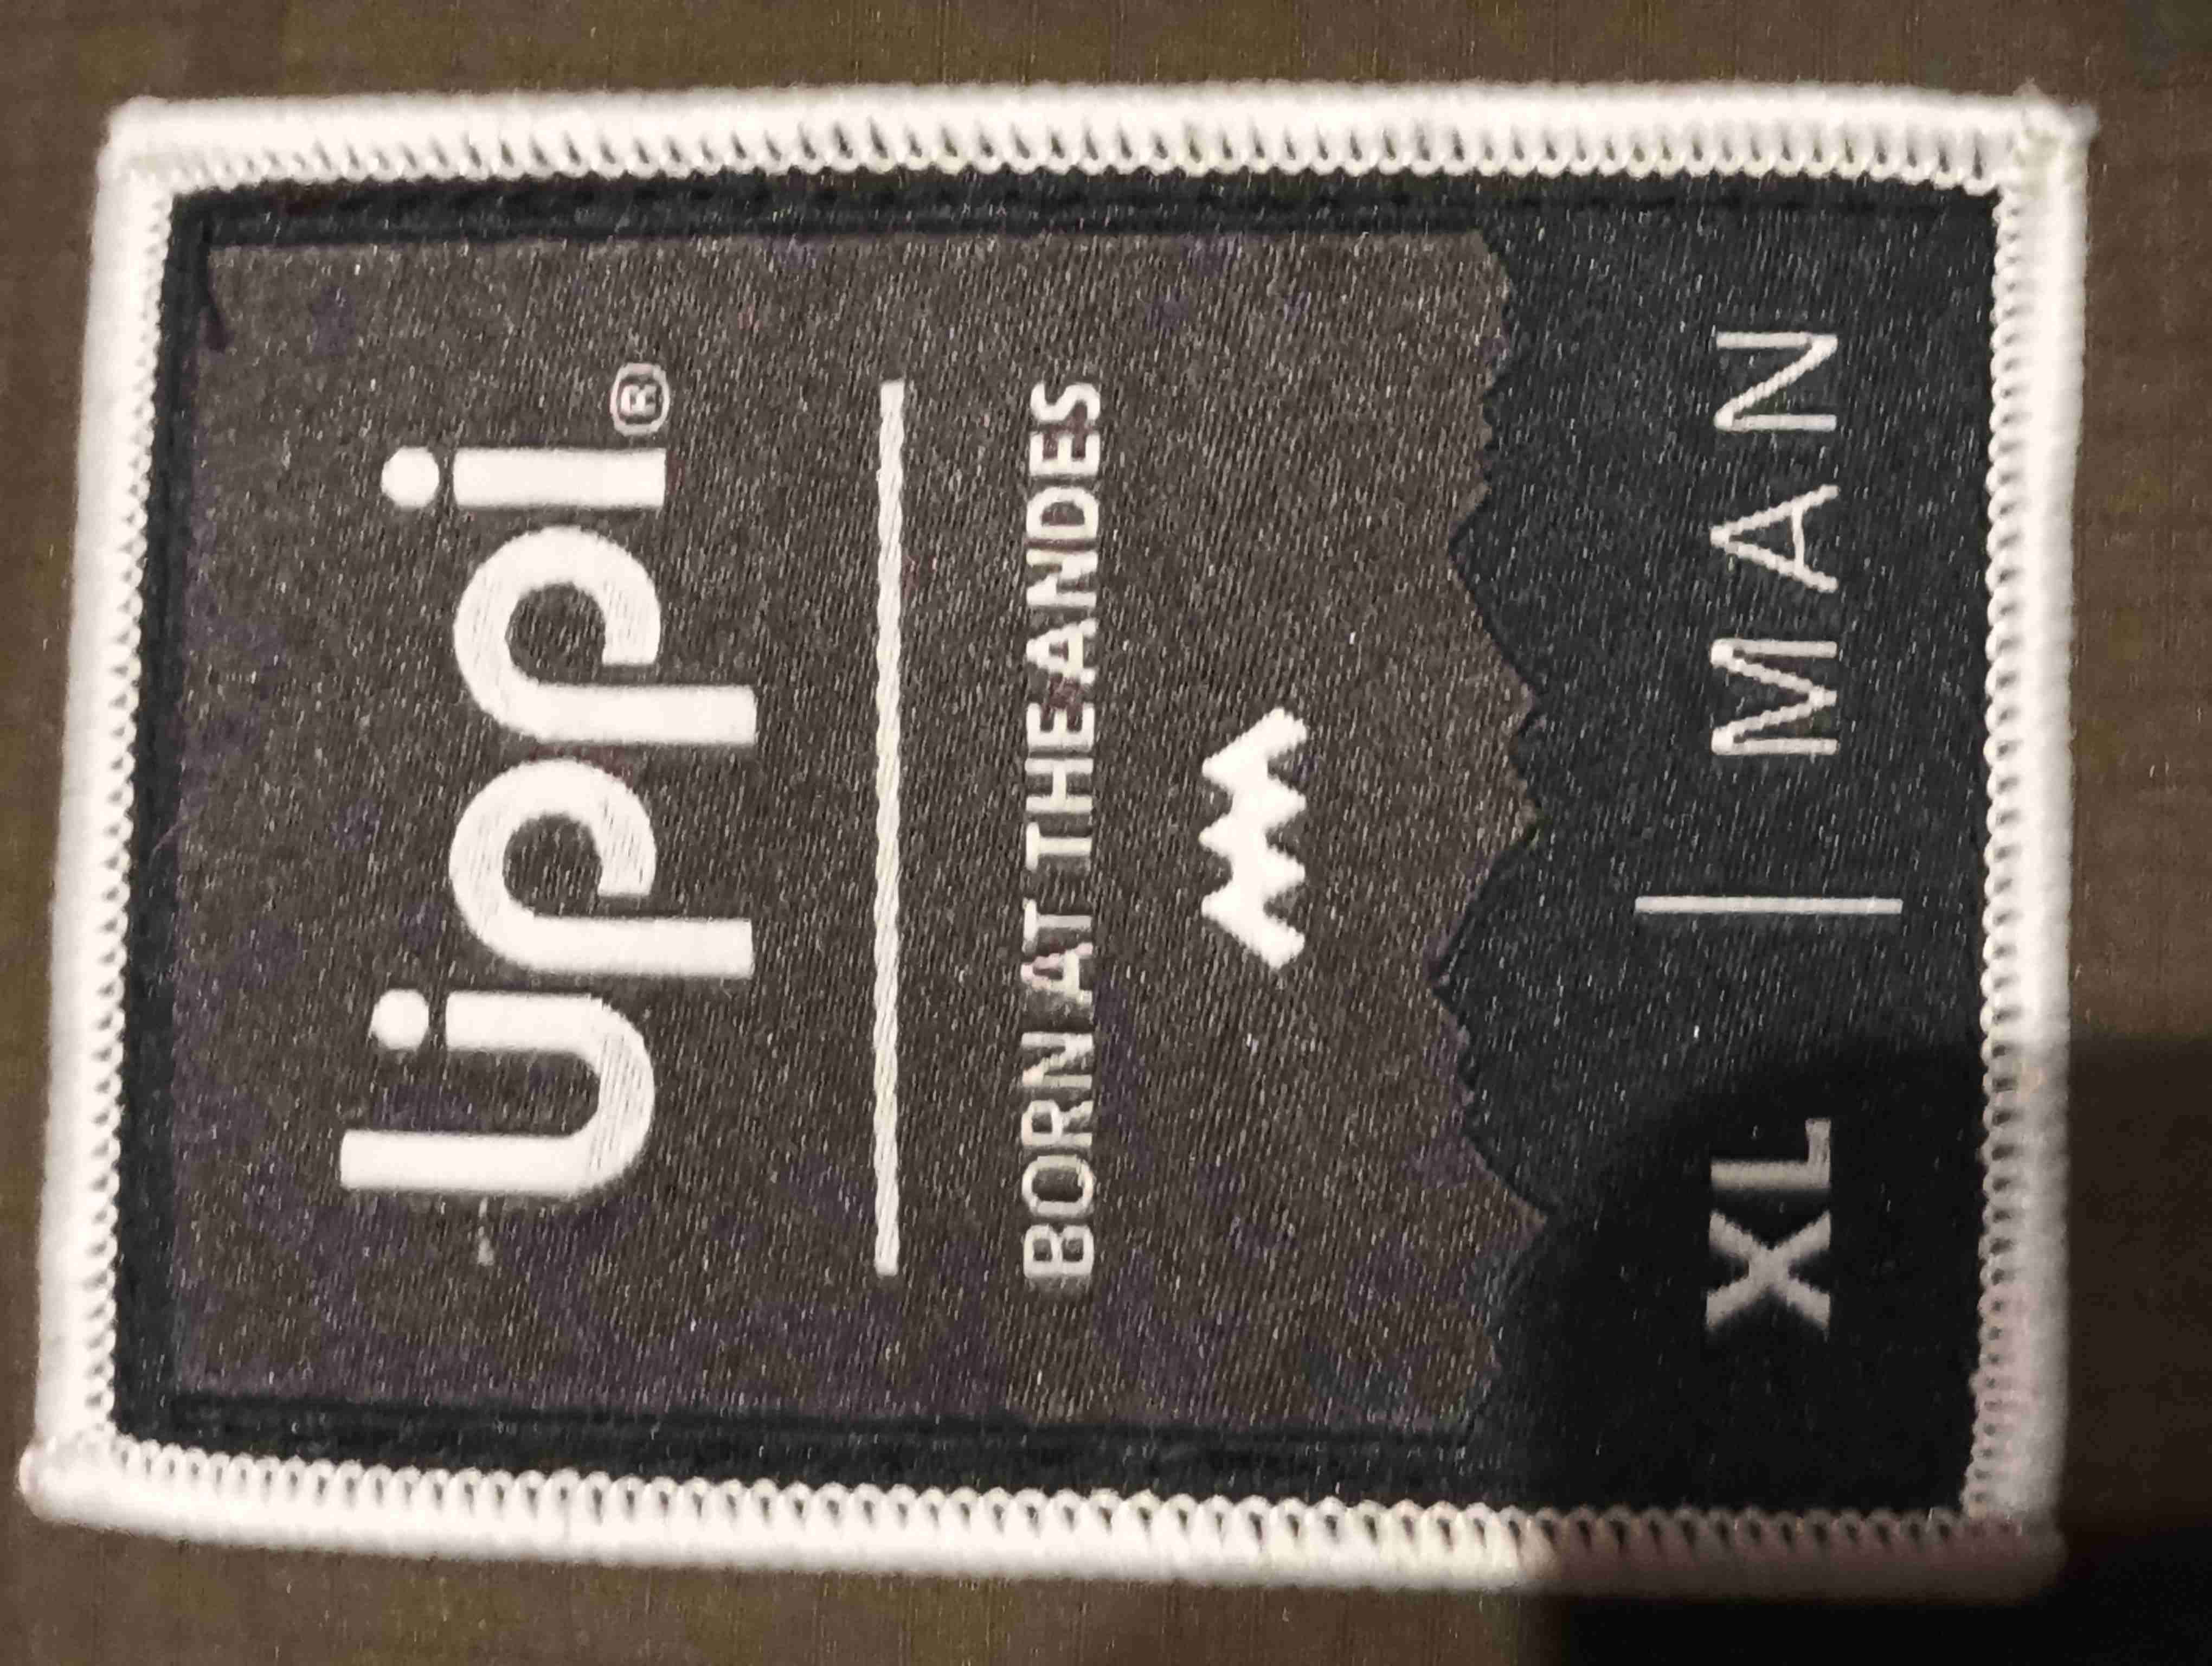 Lippi®
BORN AT THE ANDES
XL | MAN